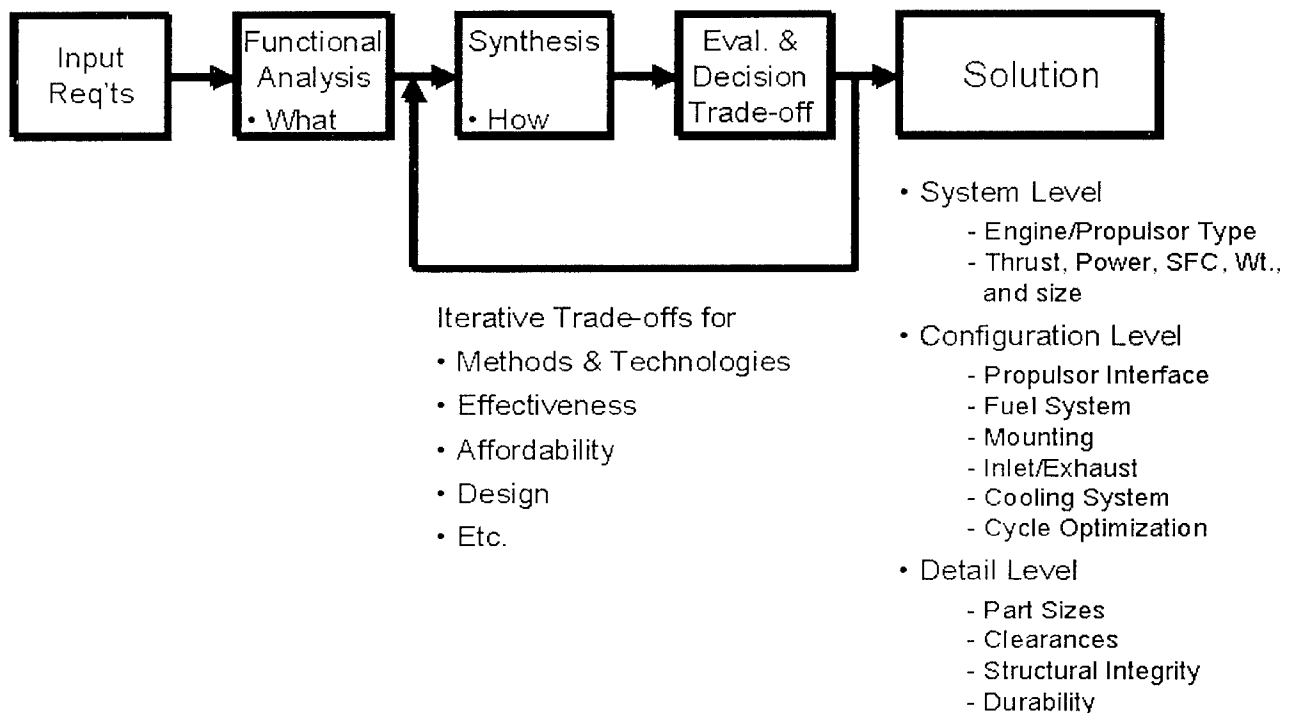 Input
Req'ts
Functional
Analysis
• What
Synthesis
• How
Eval. &
Decision
Trade-off
Solution
Iterative Trade-offs for
• Methods & Technologies
• Effectiveness
• Affordability
• Design
• Etc.
• System Level
- Engine/Propulsor Type
- Thrust, Power, SFC, Wt.,
and size
• Configuration Level
- Propulsor Interface
- Fuel System
- Mounting
- Inlet/Exhaust
- Cooling System
- Cycle Optimization
• Detail Level
- Part Sizes
- Clearances
- Structural Integrity
- Durability